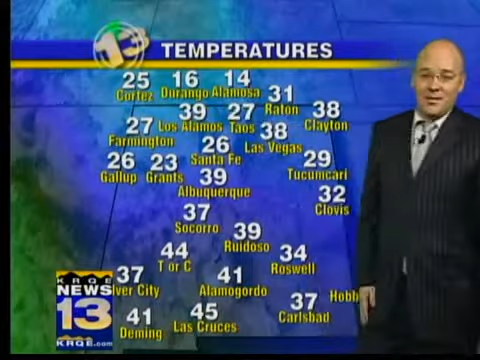 13 TEMPERATURES
25 16 14
Cortez Durango Alamosa 31
39 27 Raton 38
27 Los Alamos Taos 38 Clayton
Farmington 26 Las Vegas
26 23 Santa Fe 29
Gallup Grants 39 Tucumcari
Albuquerque 32
37 Clovis
Socorro 39
44 Ruidoso 34
T or C Roswell
KRQE
NEWS 37 41
13 lver City Alamogordo 37 Hobb
41 45 Carlsbad
KRQE.com Deming Las Cruces